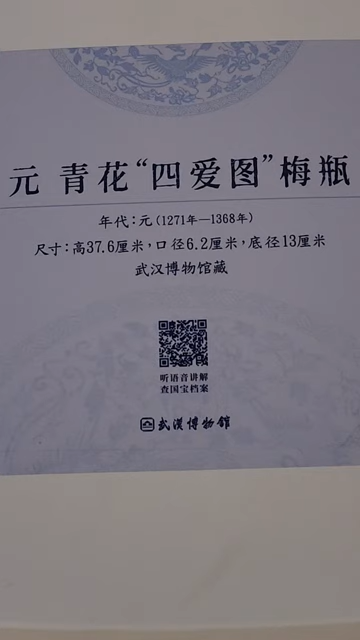 元 青花“四爱图”梅瓶
年代：元(1271年—1368年)
尺寸：高37.6厘米，口径6.2厘米，底径13厘米
武汉博物馆藏
听语音讲解
查国宝档案
武漢博物館